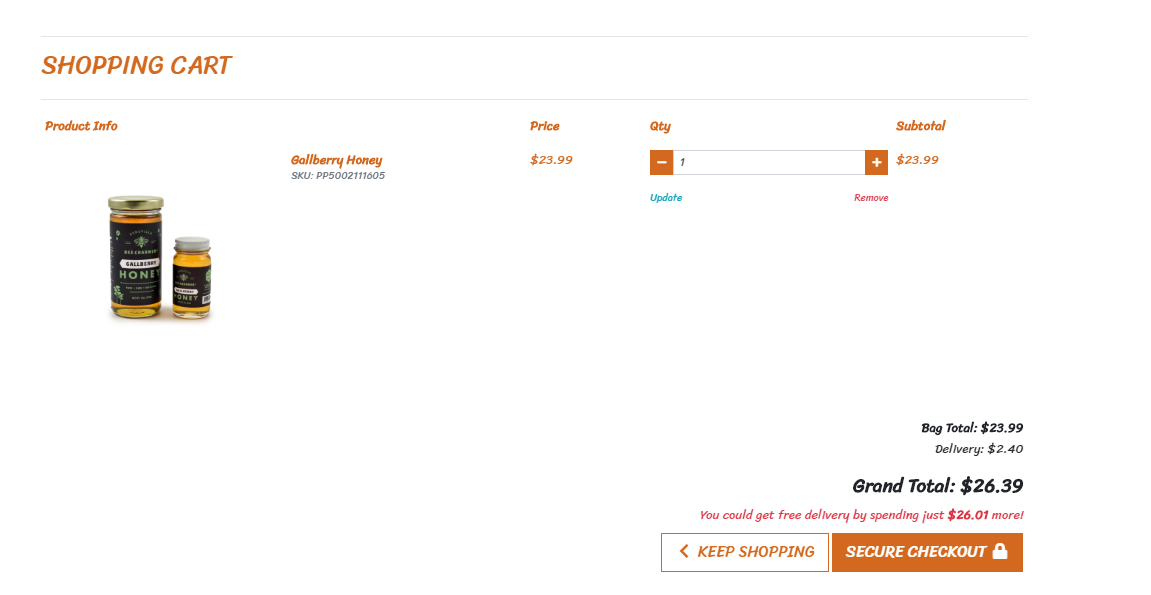 SHOPPING CART
Product Info Price Qty Subtotal
Gallberry Honey $23.99 1 $23.99
SKU: PP5002111605
Update Remove
BEE CHARMER
GALLBERRY
HONEY
HONEY
Bag Total: $23.99
Delivery: $2.40
Grand Total: $26.39
You could get free delivery by spending just $26.01 more!
KEEP SHOPPING SECURE CHECKOUT